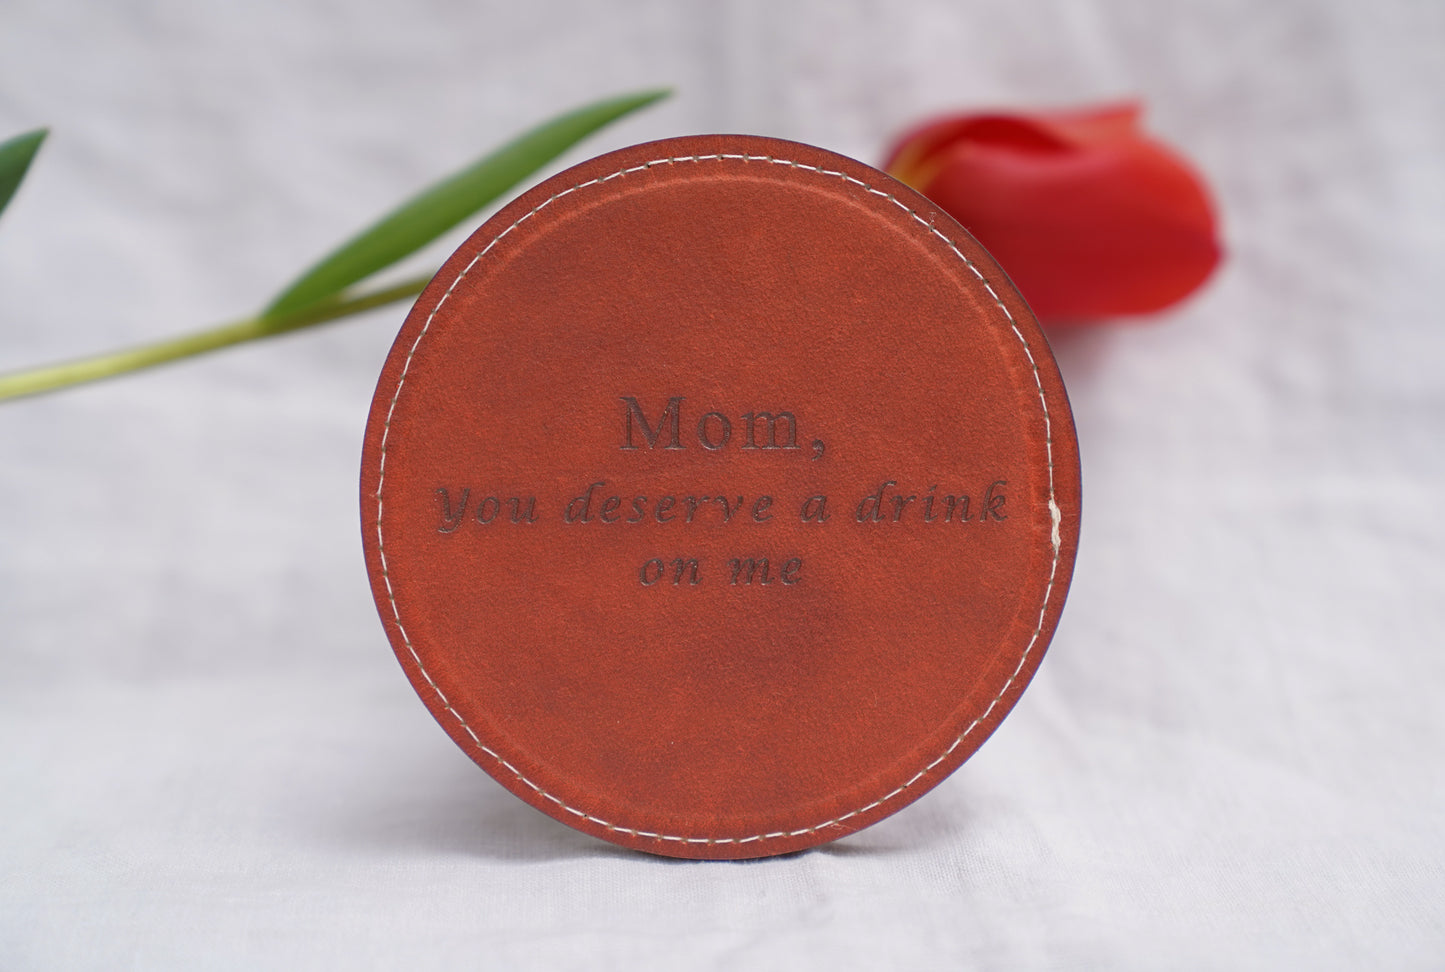 Mom,
You deserve a drink
on me